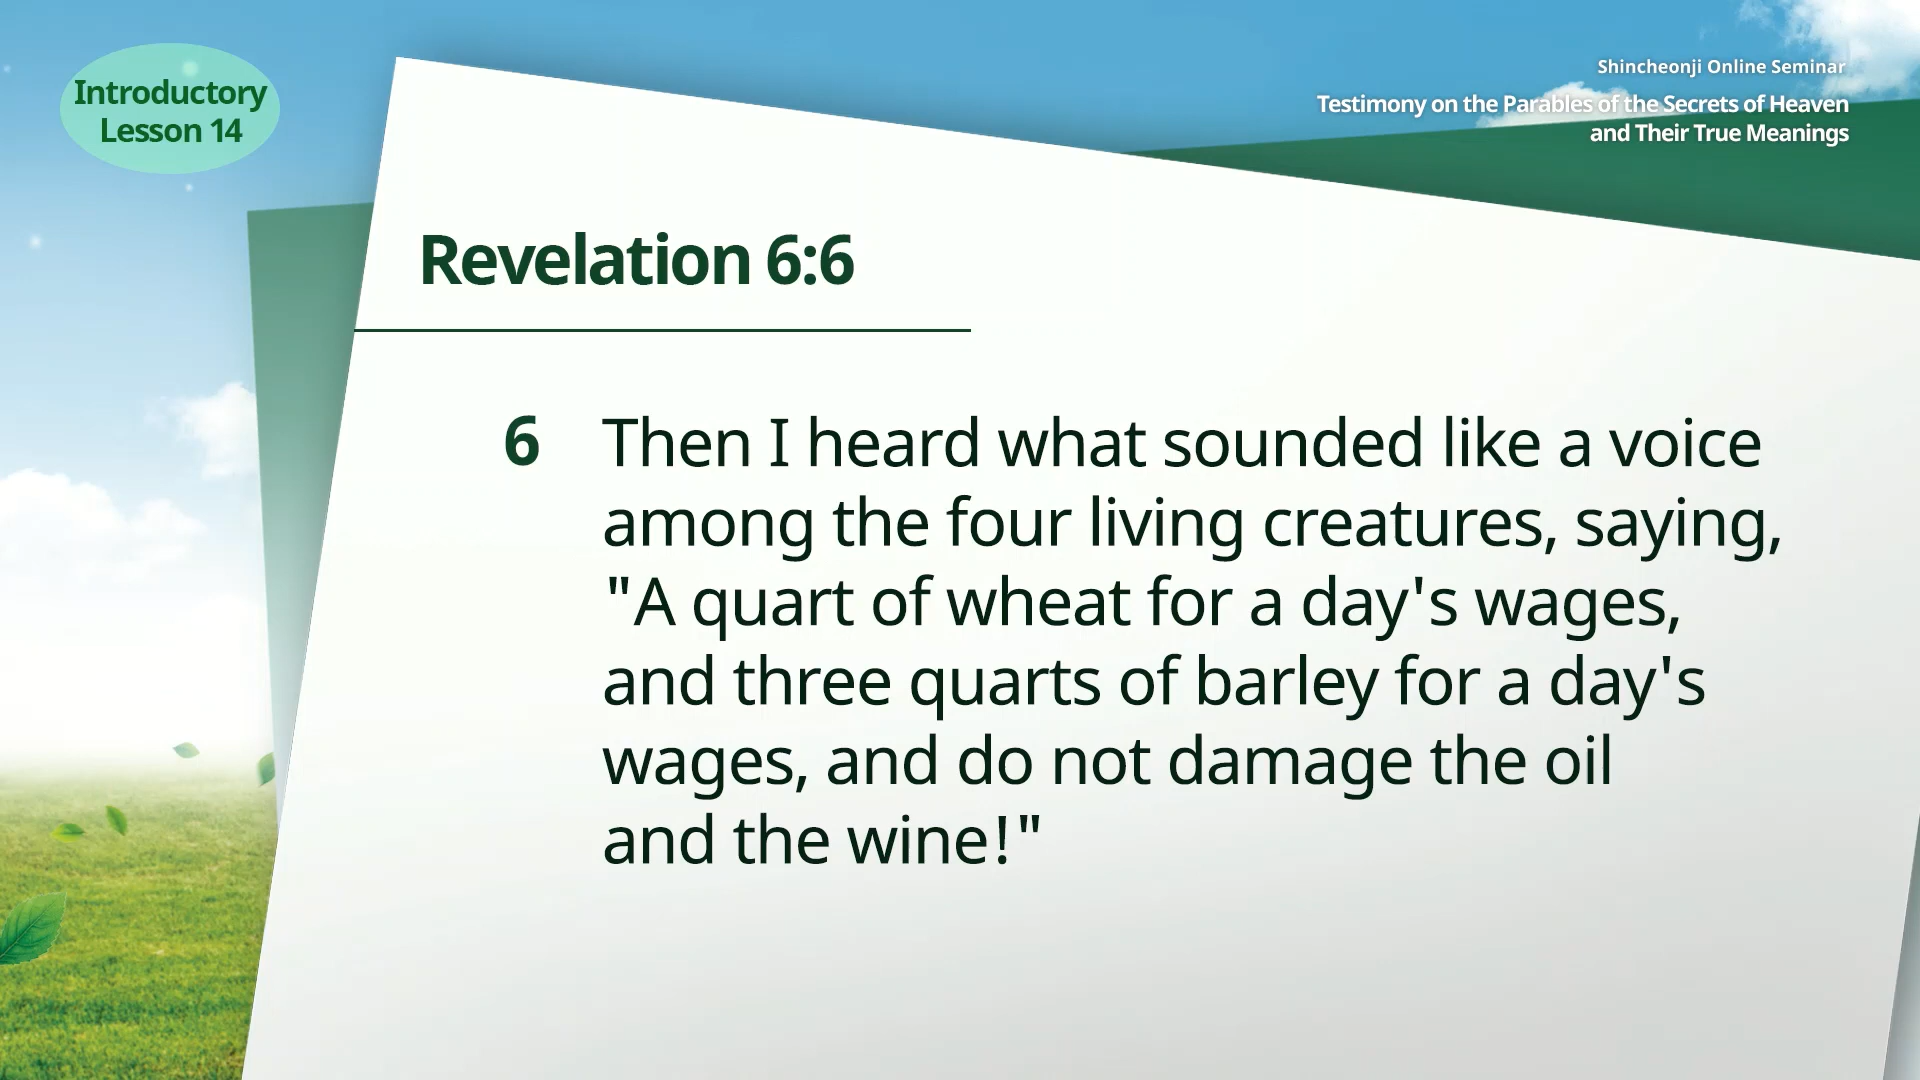 Introductory
Lesson 14
Shincheonji Online Seminar
Testimony on the Parables of the Secrets of Heaven
and Their True Meanings
Revelation 6:6
6 Then I heard what sounded like a voice
among the four living creatures, saying,
"A quart of wheat for a day's wages,
and three quarts of barley for a day's
wages, and do not damage the oil
and the wine!"